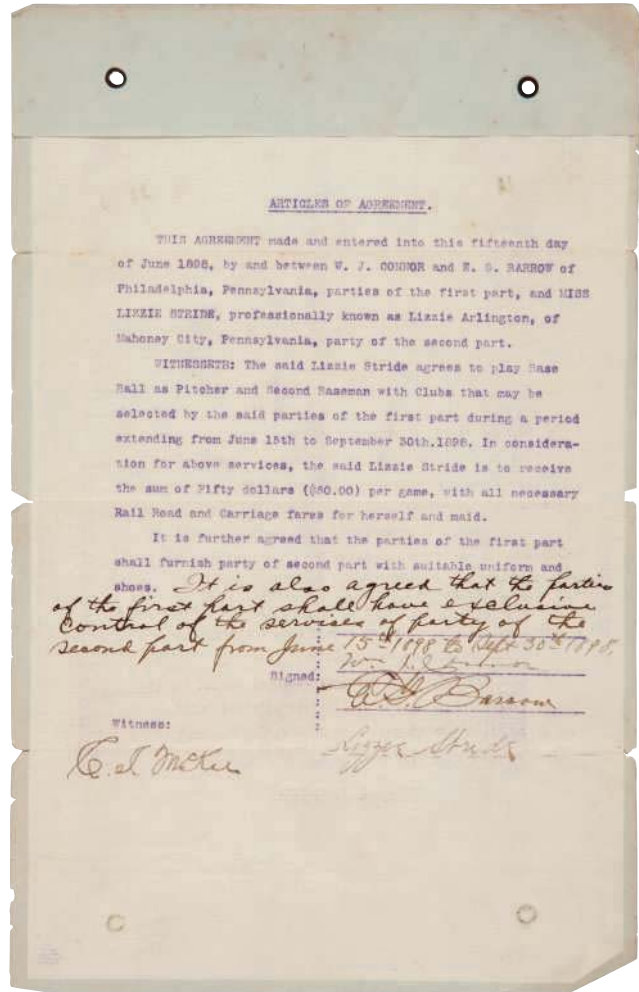 ARTICLES OF AGREEMENT.
THIS AGREEMENT made and entered into this fifteenth day
of June 1898, by and between W. J. CONNOR and E. G. BARROW of
Philadelphia, Pennsylvania, parties of the first part, and MISS
LIZZIE STRIDE, professionally known as Lizzie Arlington, of
Mahoney City, Pennsylvania, party of the second part.
WITNESSETH: The said Lizzie Stride agrees to play Base
Ball as Pitcher and Second Baseman with Clubs that may be
selected by the said parties of the first part during a period
extending from June 15th to September 30th.1898. In considera-
tion for above services, the said Lizzie Stride is to receive
the sum of Fifty dollars ($50.00) per game, with all necessary
Rail Road and Carriage fares for herself and maid.
It is further agreed that the parties of the first part
shall furnish party of second part with suitable uniform and
shoes. It is also agreed that the parties
of the first part shall have exclusive
control of the services of party of the
second part from June 15th 1898 to Sept 30th 1898.
Wm. J. Connor
Signed:
E. G. Barrow
Witness:
Lizzie Stride
McKee